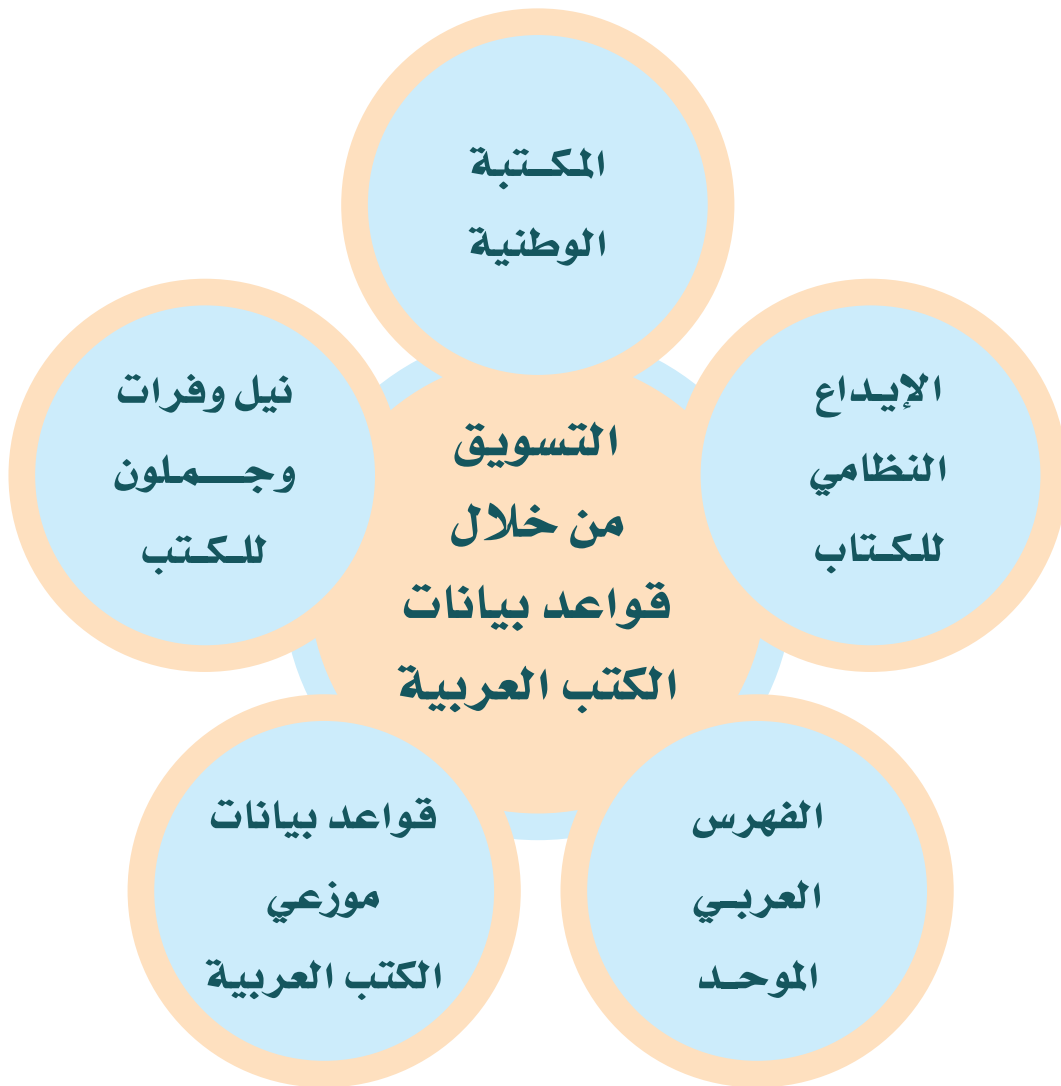 المكتبة
الوطنية
الإيداع
النظامي
للكتاب
الفهرس
العربي
الموحد
قواعد بيانات
موزعي
الكتب العربية
نيل وفرات
وجملون
للكتب
التسويق
من خلال
قواعد بيانات
الكتب العربية